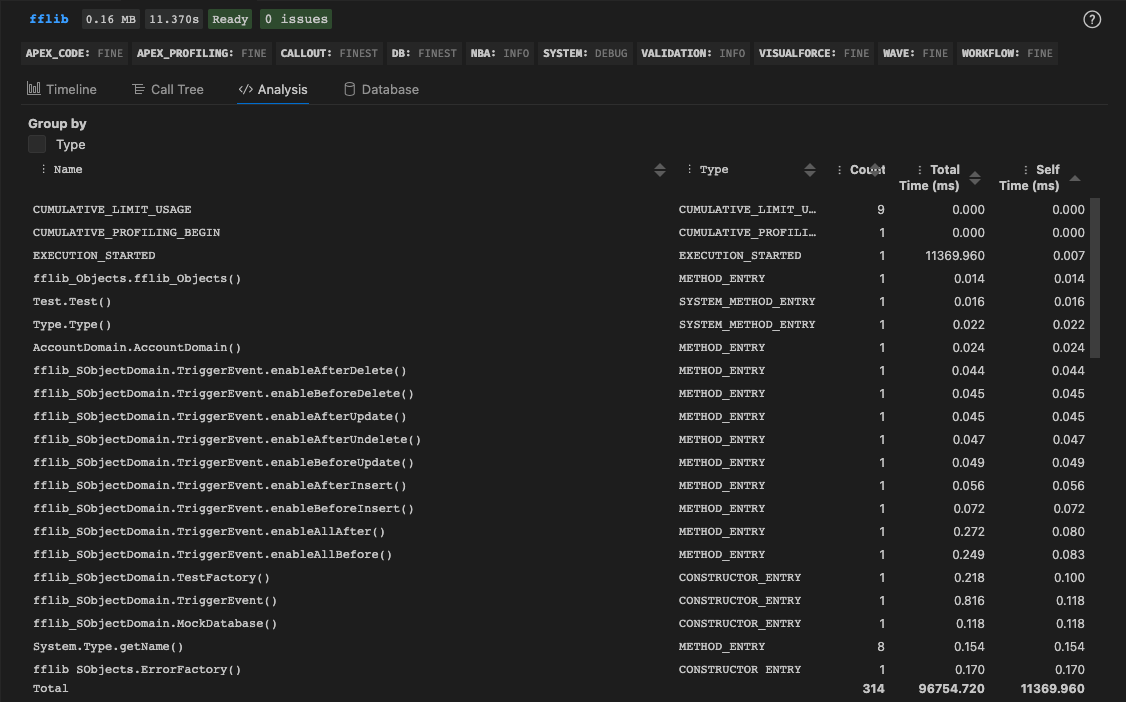 fflib 0.16 MB 11.370s Ready 0 issues ?
APEX_CODE: FINE APEX_PROFILING: FINE CALLOUT: FINEST DB: FINEST NBA: INFO SYSTEM: DEBUG VALIDATION: INFO VISUALFORCE: FINE WAVE: FINE WORKFLOW: FINE
Timeline Call Tree </> Analysis Database
Group by
Type
Name Type Count Total Time (ms) Self Time (ms)
CUMULATIVE_LIMIT_USAGE CUMULATIVE_LIMIT_U… 9 0.000 0.000
CUMULATIVE_PROFILING_BEGIN CUMULATIVE_PROFILI… 1 0.000 0.000
EXECUTION_STARTED EXECUTION_STARTED 1 11369.960 0.007
fflib_Objects.fflib_Objects() METHOD_ENTRY 1 0.014 0.014
Test.Test() SYSTEM_METHOD_ENTRY 1 0.016 0.016
Type.Type() SYSTEM_METHOD_ENTRY 1 0.022 0.022
AccountDomain.AccountDomain() METHOD_ENTRY 1 0.024 0.024
fflib_SObjectDomain.TriggerEvent.enableAfterDelete() METHOD_ENTRY 1 0.044 0.044
fflib_SObjectDomain.TriggerEvent.enableBeforeDelete() METHOD_ENTRY 1 0.045 0.045
fflib_SObjectDomain.TriggerEvent.enableAfterUpdate() METHOD_ENTRY 1 0.045 0.045
fflib_SObjectDomain.TriggerEvent.enableAfterUndelete() METHOD_ENTRY 1 0.047 0.047
fflib_SObjectDomain.TriggerEvent.enableBeforeUpdate() METHOD_ENTRY 1 0.049 0.049
fflib_SObjectDomain.TriggerEvent.enableAfterInsert() METHOD_ENTRY 1 0.056 0.056
fflib_SObjectDomain.TriggerEvent.enableBeforeInsert() METHOD_ENTRY 1 0.072 0.072
fflib_SObjectDomain.TriggerEvent.enableAllAfter() METHOD_ENTRY 1 0.272 0.080
fflib_SObjectDomain.TriggerEvent.enableAllBefore() METHOD_ENTRY 1 0.249 0.083
fflib_SObjectDomain.TestFactory() CONSTRUCTOR_ENTRY 1 0.218 0.100
fflib_SObjectDomain.TriggerEvent() CONSTRUCTOR_ENTRY 1 0.816 0.118
fflib_SObjectDomain.MockDatabase() CONSTRUCTOR_ENTRY 1 0.118 0.118
System.Type.getName() METHOD_ENTRY 8 0.154 0.154
fflib_SObjects.ErrorFactory() CONSTRUCTOR_ENTRY 1 0.170 0.170
Total 314 96754.720 11369.960